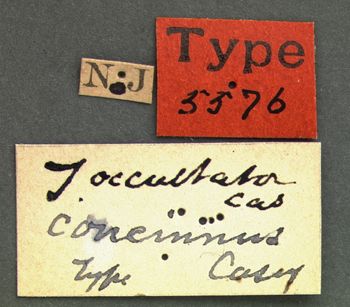 N.J
Type
5576
T occultator
cas
concinnus
Type Casey